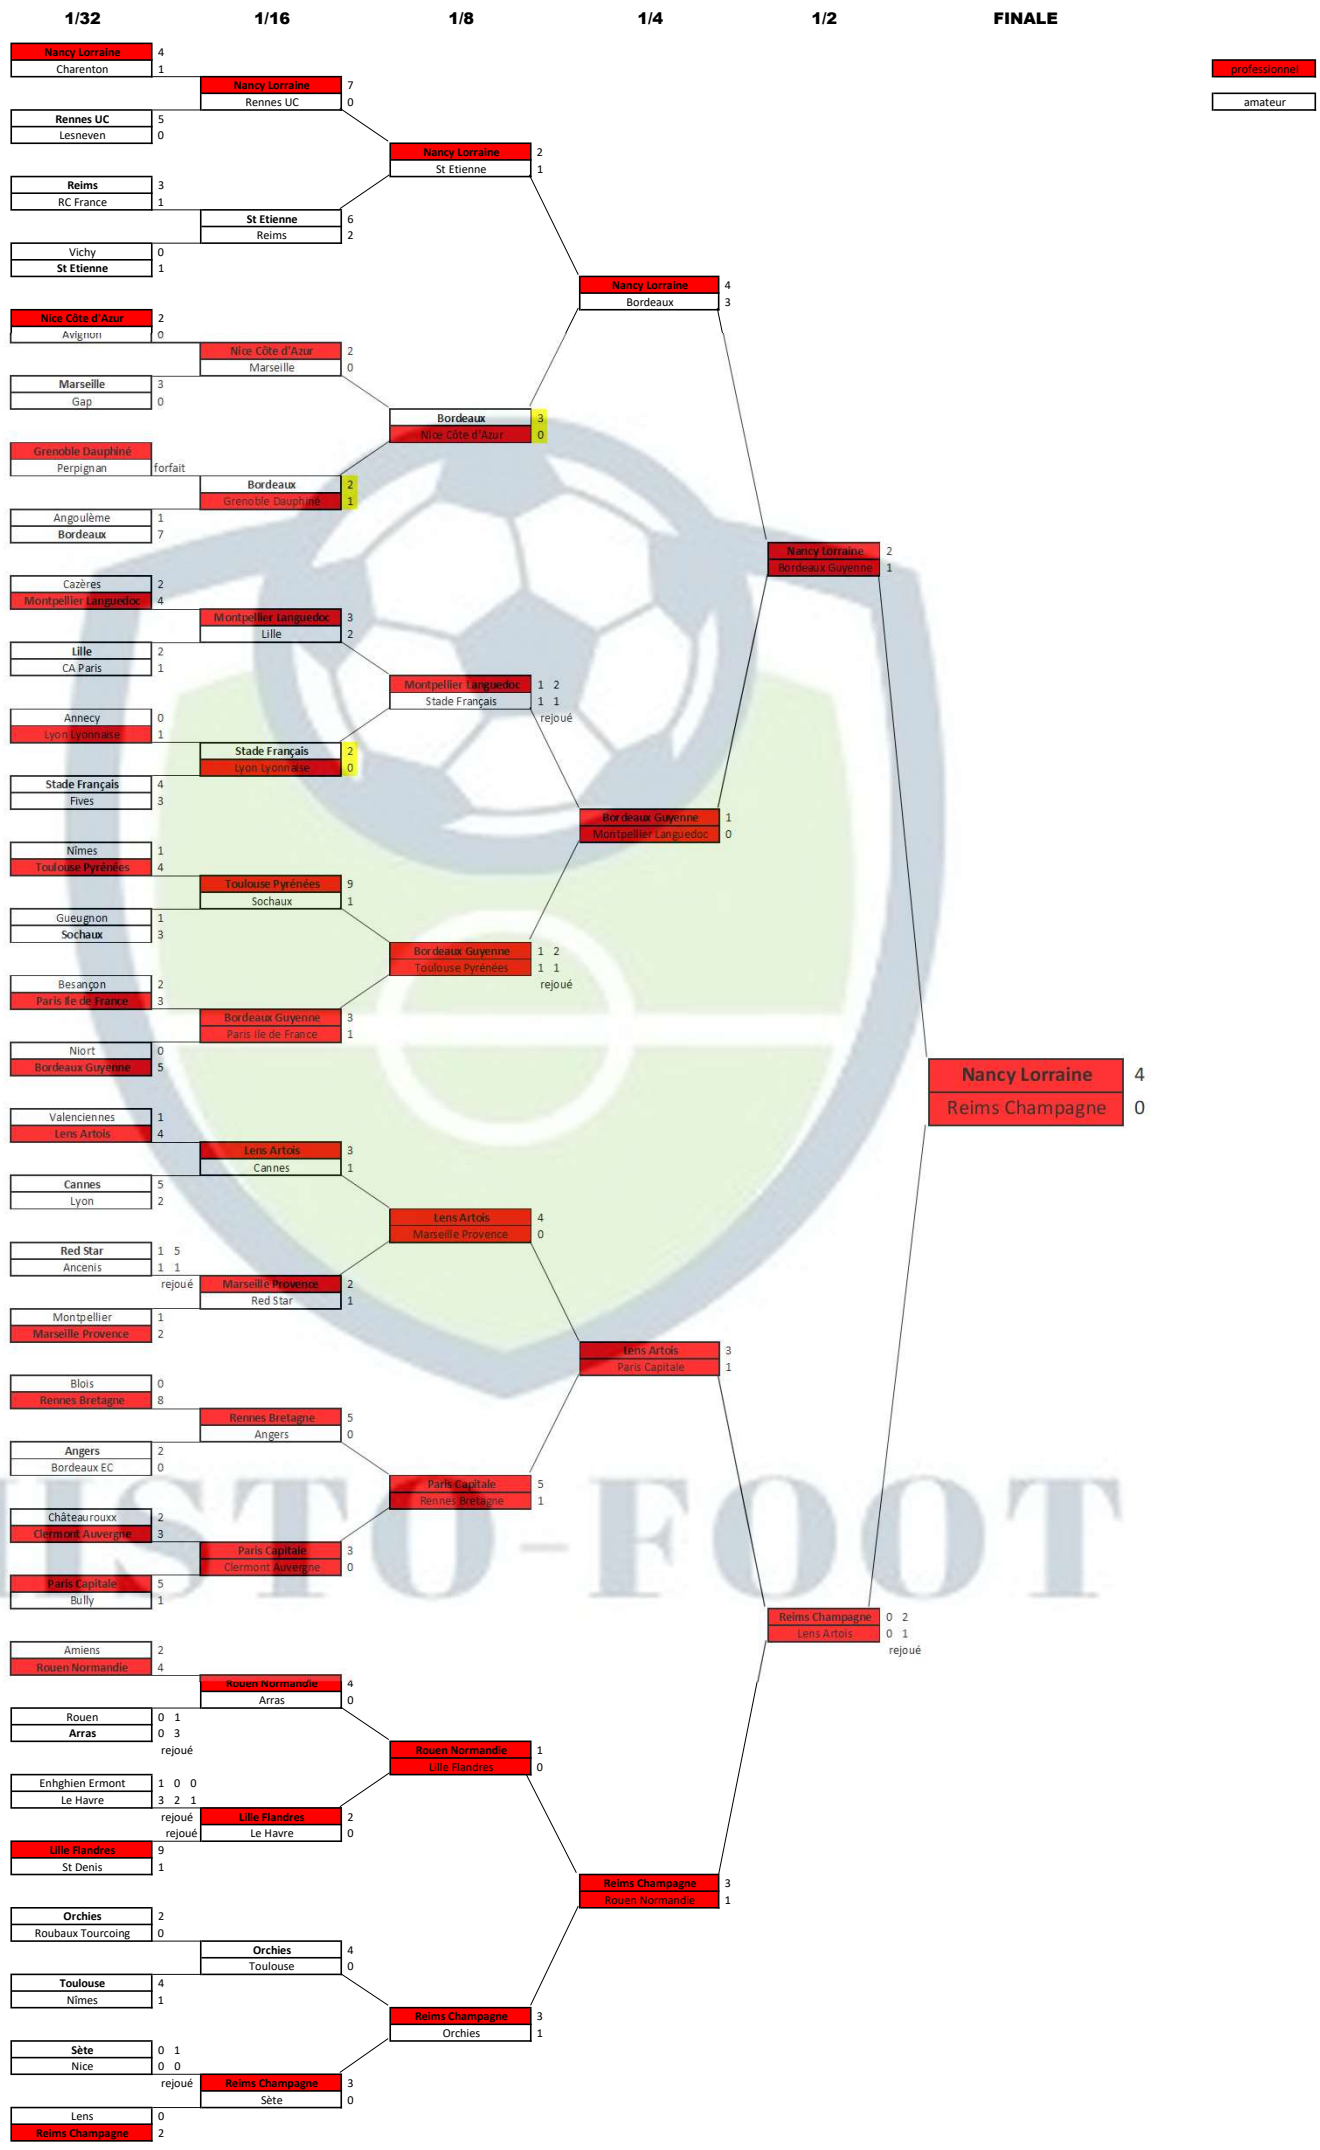 1/32 1/16 1/8 1/4 1/2 FINALE
professionnel
amateur
Nancy Lorraine 4
Charenton 1
Rennes UC 5
Lesneven 0
Reims 3
RC France 1
Vichy 0
St Etienne 1
Nice Côte d'Azur 2
Avignon 0
Marseille 3
Gap 0
Grenoble Dauphiné
Perpignan forfait
Angoulème 1
Bordeaux 7
Cazères 2
Montpellier Languedoc 4
Lille 2
CA Paris 1
Annecy 0
Lyon Lyonnaise 1
Stade Français 4
Fives 3
Nîmes 1
Toulouse Pyrénées 4
Gueugnon 1
Sochaux 3
Besançon 2
Paris Ile de France 3
Niort 0
Bordeaux Guyenne 5
Valenciennes 1
Lens Artois 4
Cannes 5
Lyon 2
Red Star 1 5
Ancenis 1 1
rejoué
Montpellier 1
Marseille Provence 2
Blois 0
Rennes Bretagne 8
Angers 2
Bordeaux EC 0
Châteaurouxx 2
Clermont Auvergne 3
Paris Capitale 5
Bully 1
Amiens 2
Rouen Normandie 4
Rouen 0 1
Arras 0 3
rejoué
Enhghien Ermont 1 0 0
Le Havre 3 2 1
rejoué
rejoué
Lille Flandres 9
St Denis 1
Orchies 2
Roubaux Tourcoing 0
Toulouse 4
Nîmes 1
Sète 0 1
Nice 0 0
rejoué
Lens 0
Reims Champagne 2
Nancy Lorraine 7
Rennes UC 0
St Etienne 6
Reims 2
Nice Côte d'Azur 2
Marseille 0
Bordeaux 2
Grenoble Dauphiné 1
Montpellier Languedoc 3
Lille 2
Stade Français 2
Lyon Lyonnaise 0
Toulouse Pyrénées 9
Sochaux 1
Bordeaux Guyenne 3
Paris Ile de France 1
Lens Artois 3
Cannes 1
Marseille Provence 2
Red Star 1
Rennes Bretagne 5
Angers 0
Paris Capitale 3
Clermont Auvergne 0
Rouen Normandie 4
Arras 0
Lille Flandres 2
Le Havre 0
Orchies 4
Toulouse 0
Reims Champagne 3
Sète 0
Nancy Lorraine 2
St Etienne 1
Bordeaux 3
Nice Côte d'Azur 0
Montpellier Languedoc 1 2
Stade Français 1 1
rejoué
Bordeaux Guyenne 1 2
Toulouse Pyrénées 1 1
rejoué
Lens Artois 4
Marseille Provence 0
Paris Capitale 5
Rennes Bretagne 1
Rouen Normandie 1
Lille Flandres 0
Reims Champagne 3
Orchies 1
Nancy Lorraine 4
Bordeaux 3
Bordeaux Guyenne 1
Montpellier Languedoc 0
Lens Artois 3
Paris Capitale 1
Reims Champagne 3
Rouen Normandie 1
Nancy Lorraine 2
Bordeaux Guyenne 1
Reims Champagne 0 2
Lens Artois 0 1
rejoué
Nancy Lorraine 4
Reims Champagne 0
ISTO-FOOT